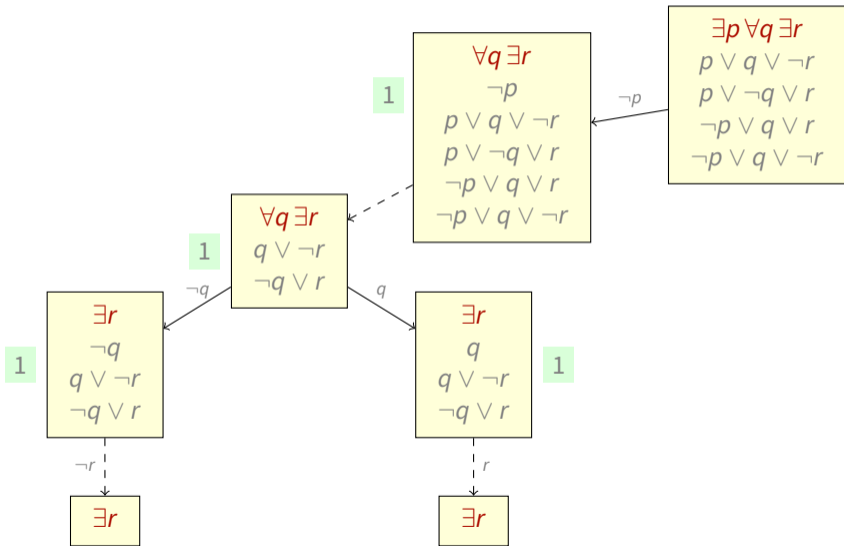 ∃p ∀q ∃r
p ∨ q ∨ ¬r
p ∨ ¬q ∨ r
¬p ∨ q ∨ r
¬p ∨ q ∨ ¬r
¬p
1
∀q ∃r
¬p
p ∨ q ∨ ¬r
p ∨ ¬q ∨ r
¬p ∨ q ∨ r
¬p ∨ q ∨ ¬r
1
∀q ∃r
q ∨ ¬r
¬q ∨ r
¬q
q
1
∃r
¬q
q ∨ ¬r
¬q ∨ r
∃r
q
q ∨ ¬r
¬q ∨ r
1
¬r
r
∃r
∃r